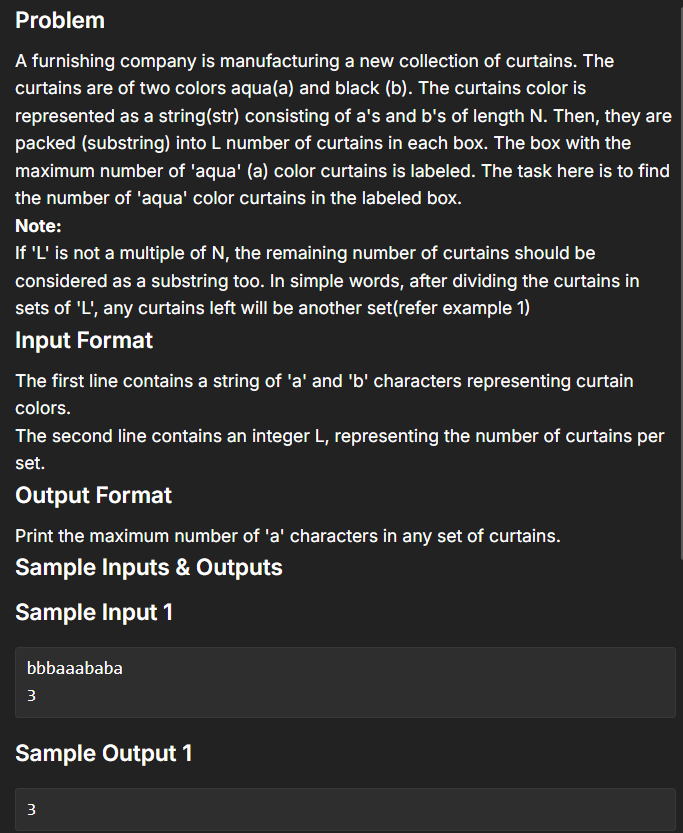 Problem
A furnishing company is manufacturing a new collection of curtains. The
curtains are of two colors aqua(a) and black (b). The curtains color is
represented as a string(str) consisting of a's and b's of length N. Then, they are
packed (substring) into L number of curtains in each box. The box with the
maximum number of 'aqua' (a) color curtains is labeled. The task here is to find
the number of 'aqua' color curtains in the labeled box.
Note:
If 'L' is not a multiple of N, the remaining number of curtains should be
considered as a substring too. In simple words, after dividing the curtains in
sets of 'L', any curtains left will be another set(refer example 1)
Input Format
The first line contains a string of 'a' and 'b' characters representing curtain
colors.
The second line contains an integer L, representing the number of curtains per
set.
Output Format
Print the maximum number of 'a' characters in any set of curtains.
Sample Inputs & Outputs
Sample Input 1
bbbaaababa
3
Sample Output 1
3